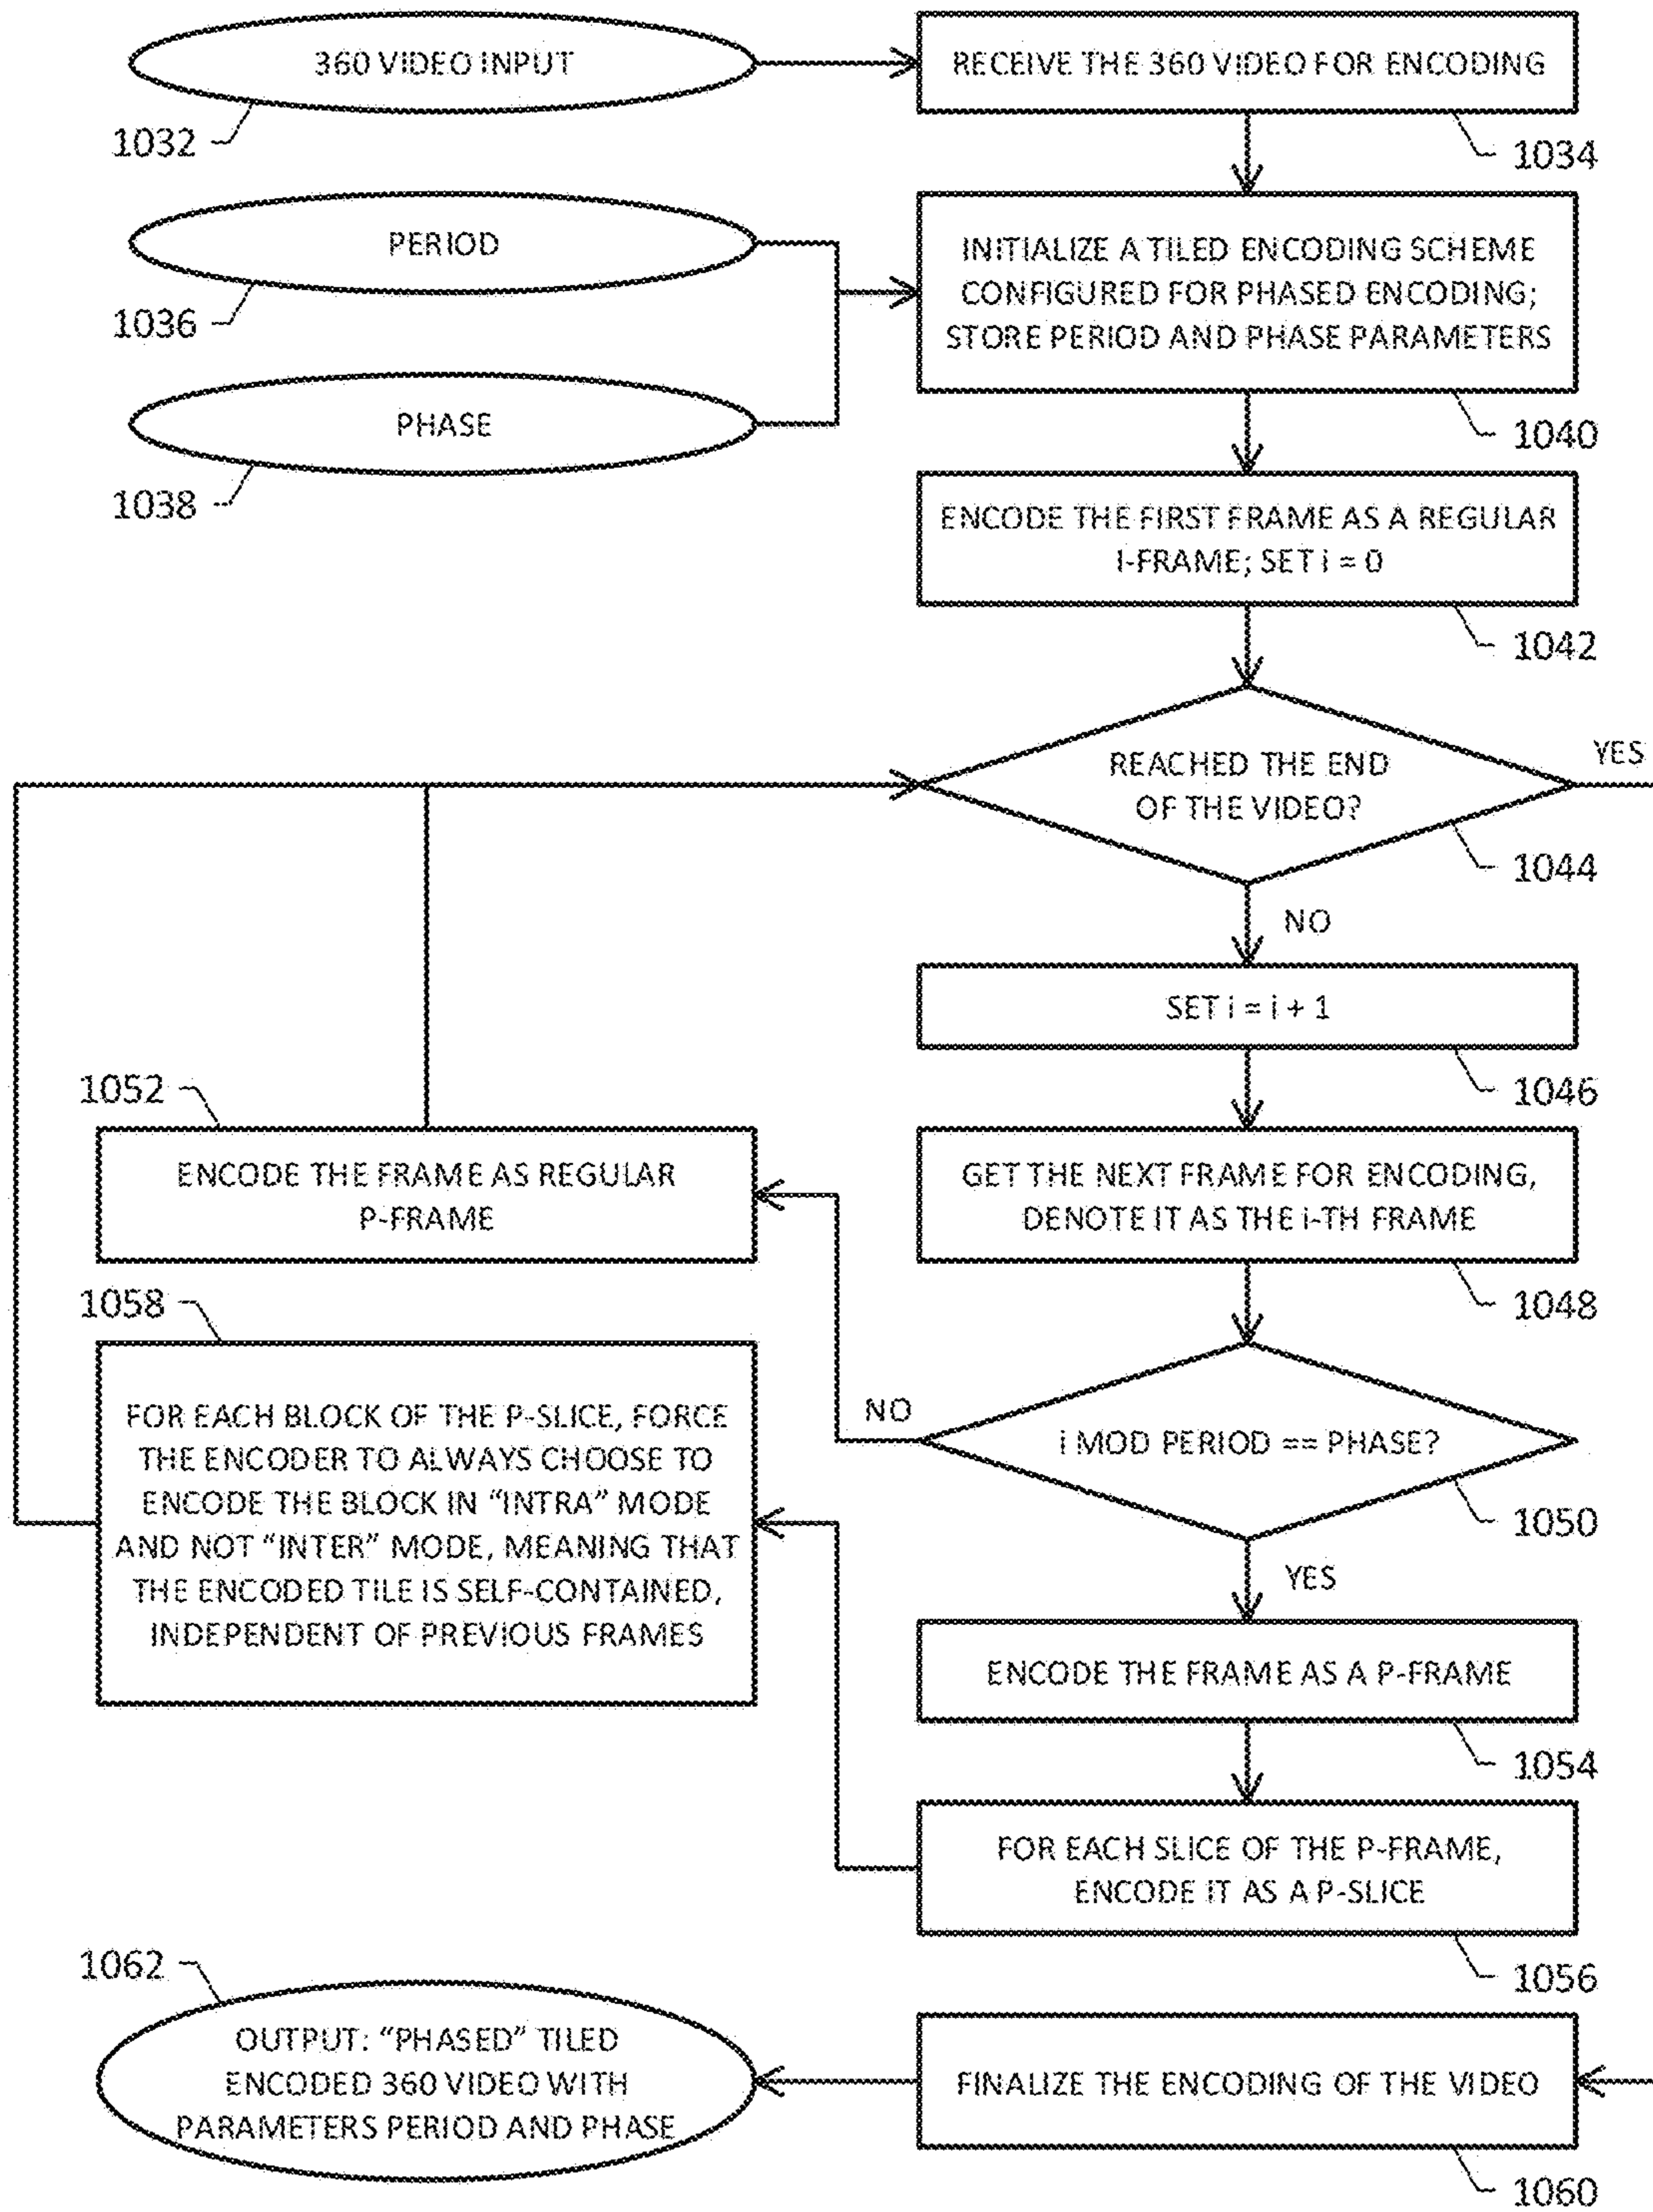 360 VIDEO INPUT
1032
RECEIVE THE 360 VIDEO FOR ENCODING
1034
PERIOD
1036
PHASE
1038
INITIALIZE A TILED ENCODING SCHEME
CONFIGURED FOR PHASED ENCODING;
STORE PERIOD AND PHASE PARAMETERS
1040
ENCODE THE FIRST FRAME AS A REGULAR
I-FRAME; SET i = 0
1042
REACHED THE END
OF THE VIDEO?
YES
1044
NO
SET i = i + 1
1046
1052
ENCODE THE FRAME AS REGULAR
P-FRAME
GET THE NEXT FRAME FOR ENCODING,
DENOTE IT AS THE i-TH FRAME
1048
1058
FOR EACH BLOCK OF THE P-SLICE, FORCE
THE ENCODER TO ALWAYS CHOOSE TO
ENCODE THE BLOCK IN “INTRA” MODE
AND NOT “INTER” MODE, MEANING THAT
THE ENCODED TILE IS SELF-CONTAINED,
INDEPENDENT OF PREVIOUS FRAMES
NO
i MOD PERIOD == PHASE?
1050
YES
ENCODE THE FRAME AS A P-FRAME
1054
FOR EACH SLICE OF THE P-FRAME,
ENCODE IT AS A P-SLICE
1056
1062
OUTPUT: “PHASED” TILED
ENCODED 360 VIDEO WITH
PARAMETERS PERIOD AND PHASE
FINALIZE THE ENCODING OF THE VIDEO
1060